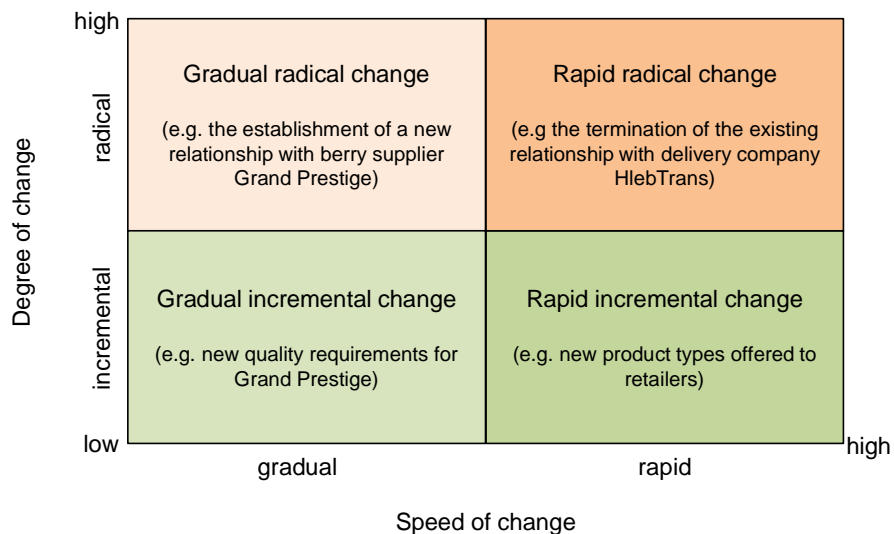 high
Gradual radical change
(e.g. the establishment of a new
relationship with berry supplier
Grand Prestige)
Rapid radical change
(e.g the termination of the existing
relationship with delivery company
HlebTrans)
radical
Degree of change
Gradual incremental change
(e.g. new quality requirements for
Grand Prestige)
Rapid incremental change
(e.g. new product types offered to
retailers)
incremental
low
high
gradual
rapid
Speed of change